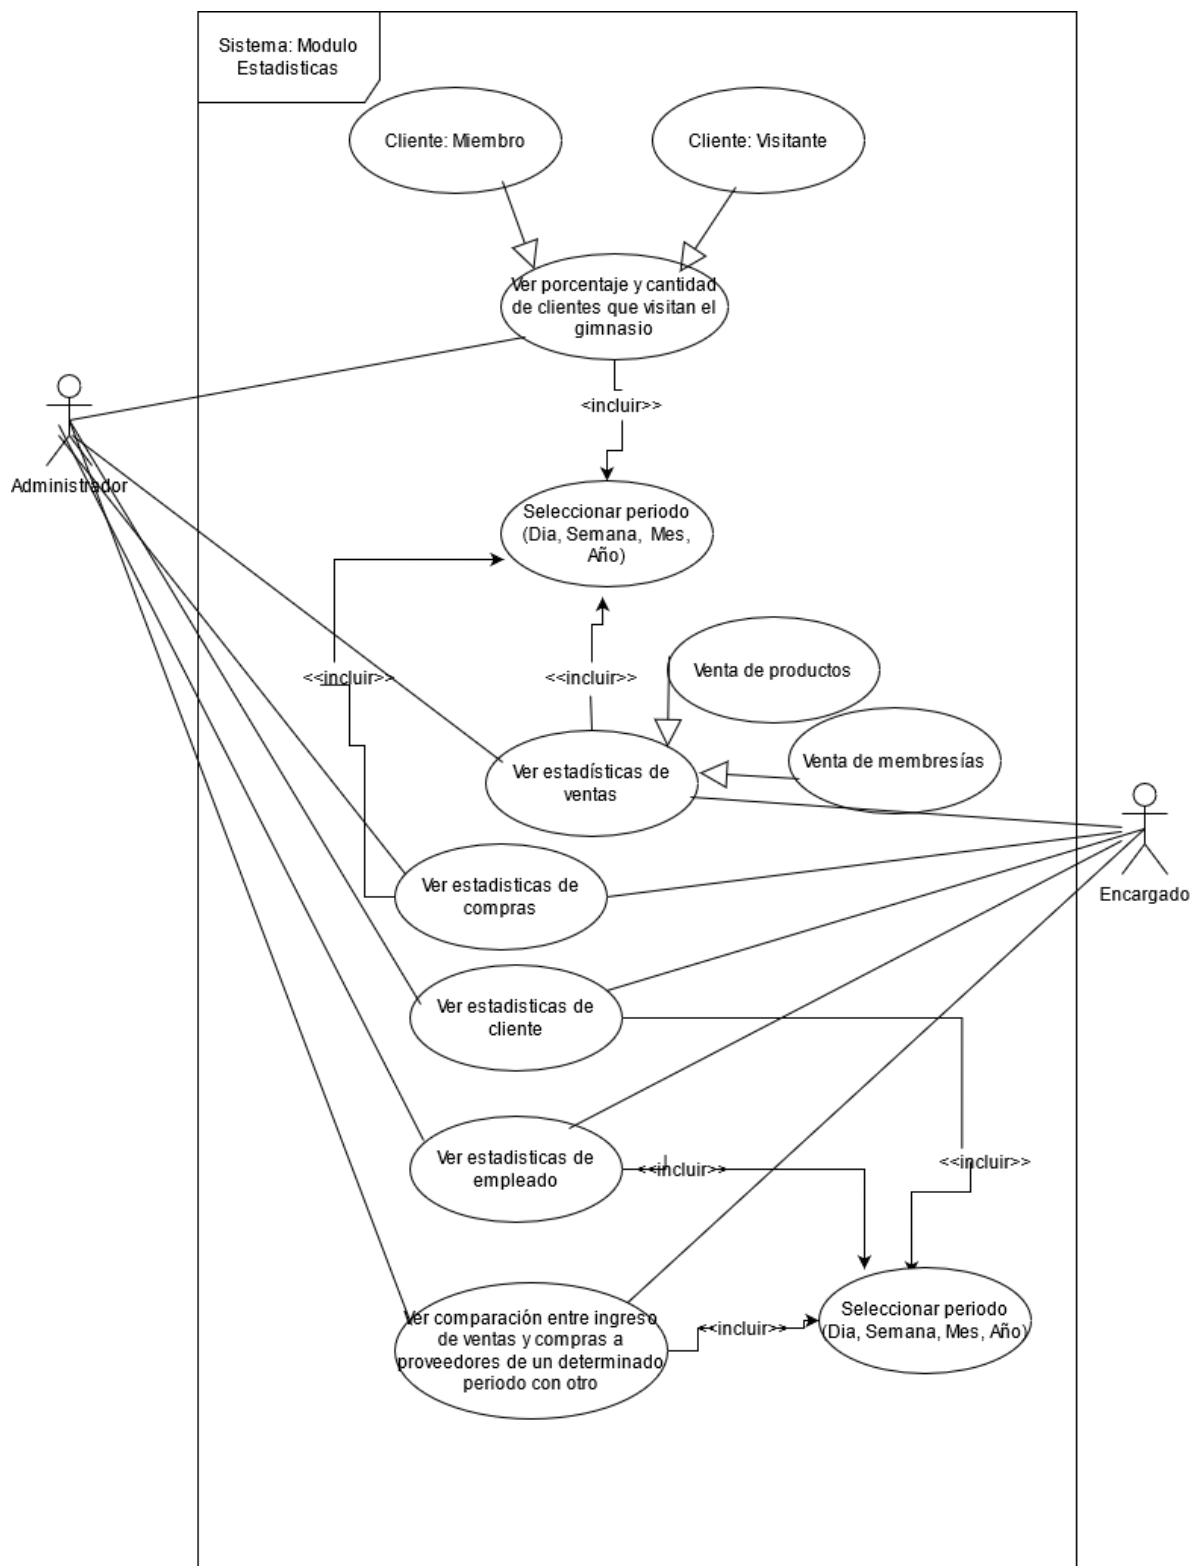 Sistema: Modulo
Estadisticas
Cliente: Miembro
Cliente: Visitante
Ver porcentaje y cantidad
de clientes que visitan el
gimnasio
<incluir>>
Administrador
Seleccionar periodo
(Dia, Semana, Mes,
Año)
<<incluir>>
<<incluir>>
Venta de productos
Venta de membresías
Ver estadísticas de
ventas
Ver estadisticas de
compras
Encargado
Ver estadisticas de
cliente
Ver estadisticas de
empleado
<<incluir>>
<<incluir>>
Ver comparación entre ingreso
de ventas y compras a
proveedores de un determinado
periodo con otro
<<incluir>>
Seleccionar periodo
(Dia, Semana, Mes, Año)